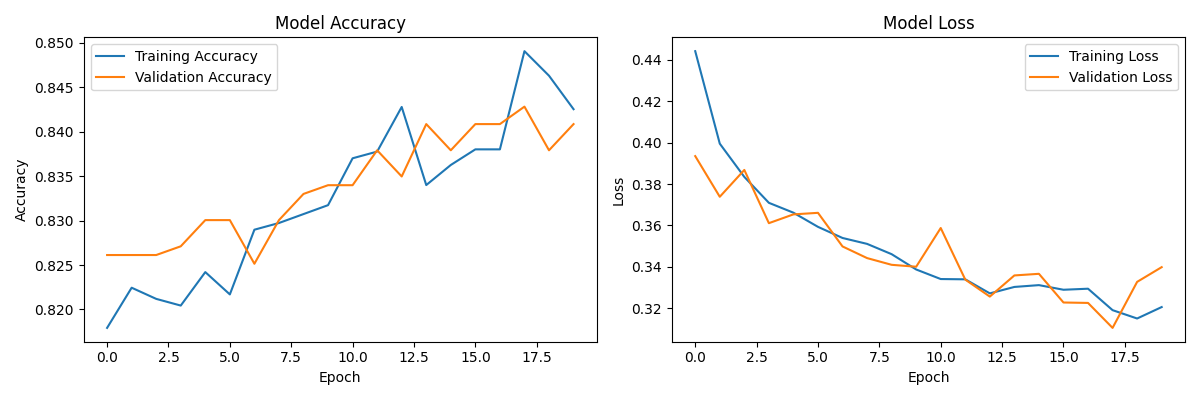 Model Accuracy
0.850
0.845
0.840
0.835
0.830
0.825
0.820
Accuracy
Training Accuracy
Validation Accuracy
0.0 2.5 5.0 7.5 10.0 12.5 15.0 17.5
Epoch
Model Loss
0.44
0.42
0.40
0.38
0.36
0.34
0.32
Loss
Training Loss
Validation Loss
0.0 2.5 5.0 7.5 10.0 12.5 15.0 17.5
Epoch